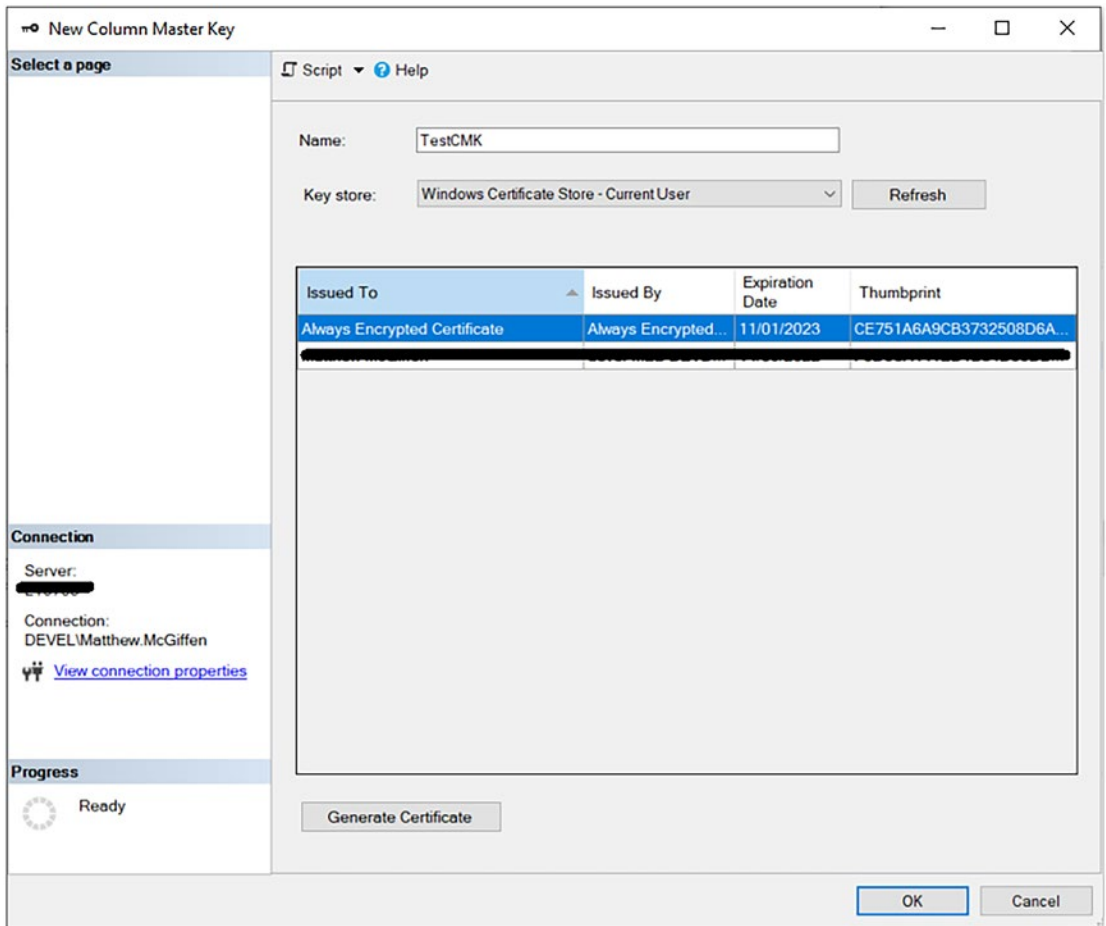 New Column Master Key
Select a page
Script Help
Name: TestCMK
Key store: Windows Certificate Store - Current User Refresh
Issued To Issued By Expiration Date Thumbprint
Always Encrypted Certificate Always Encrypted... 11/01/2023 CE751A6A9CB3732508D6A...
Connection
Server:
Connection:
DEVEL\Matthew.McGiffen
View connection properties
Progress
Ready
Generate Certificate
OK Cancel